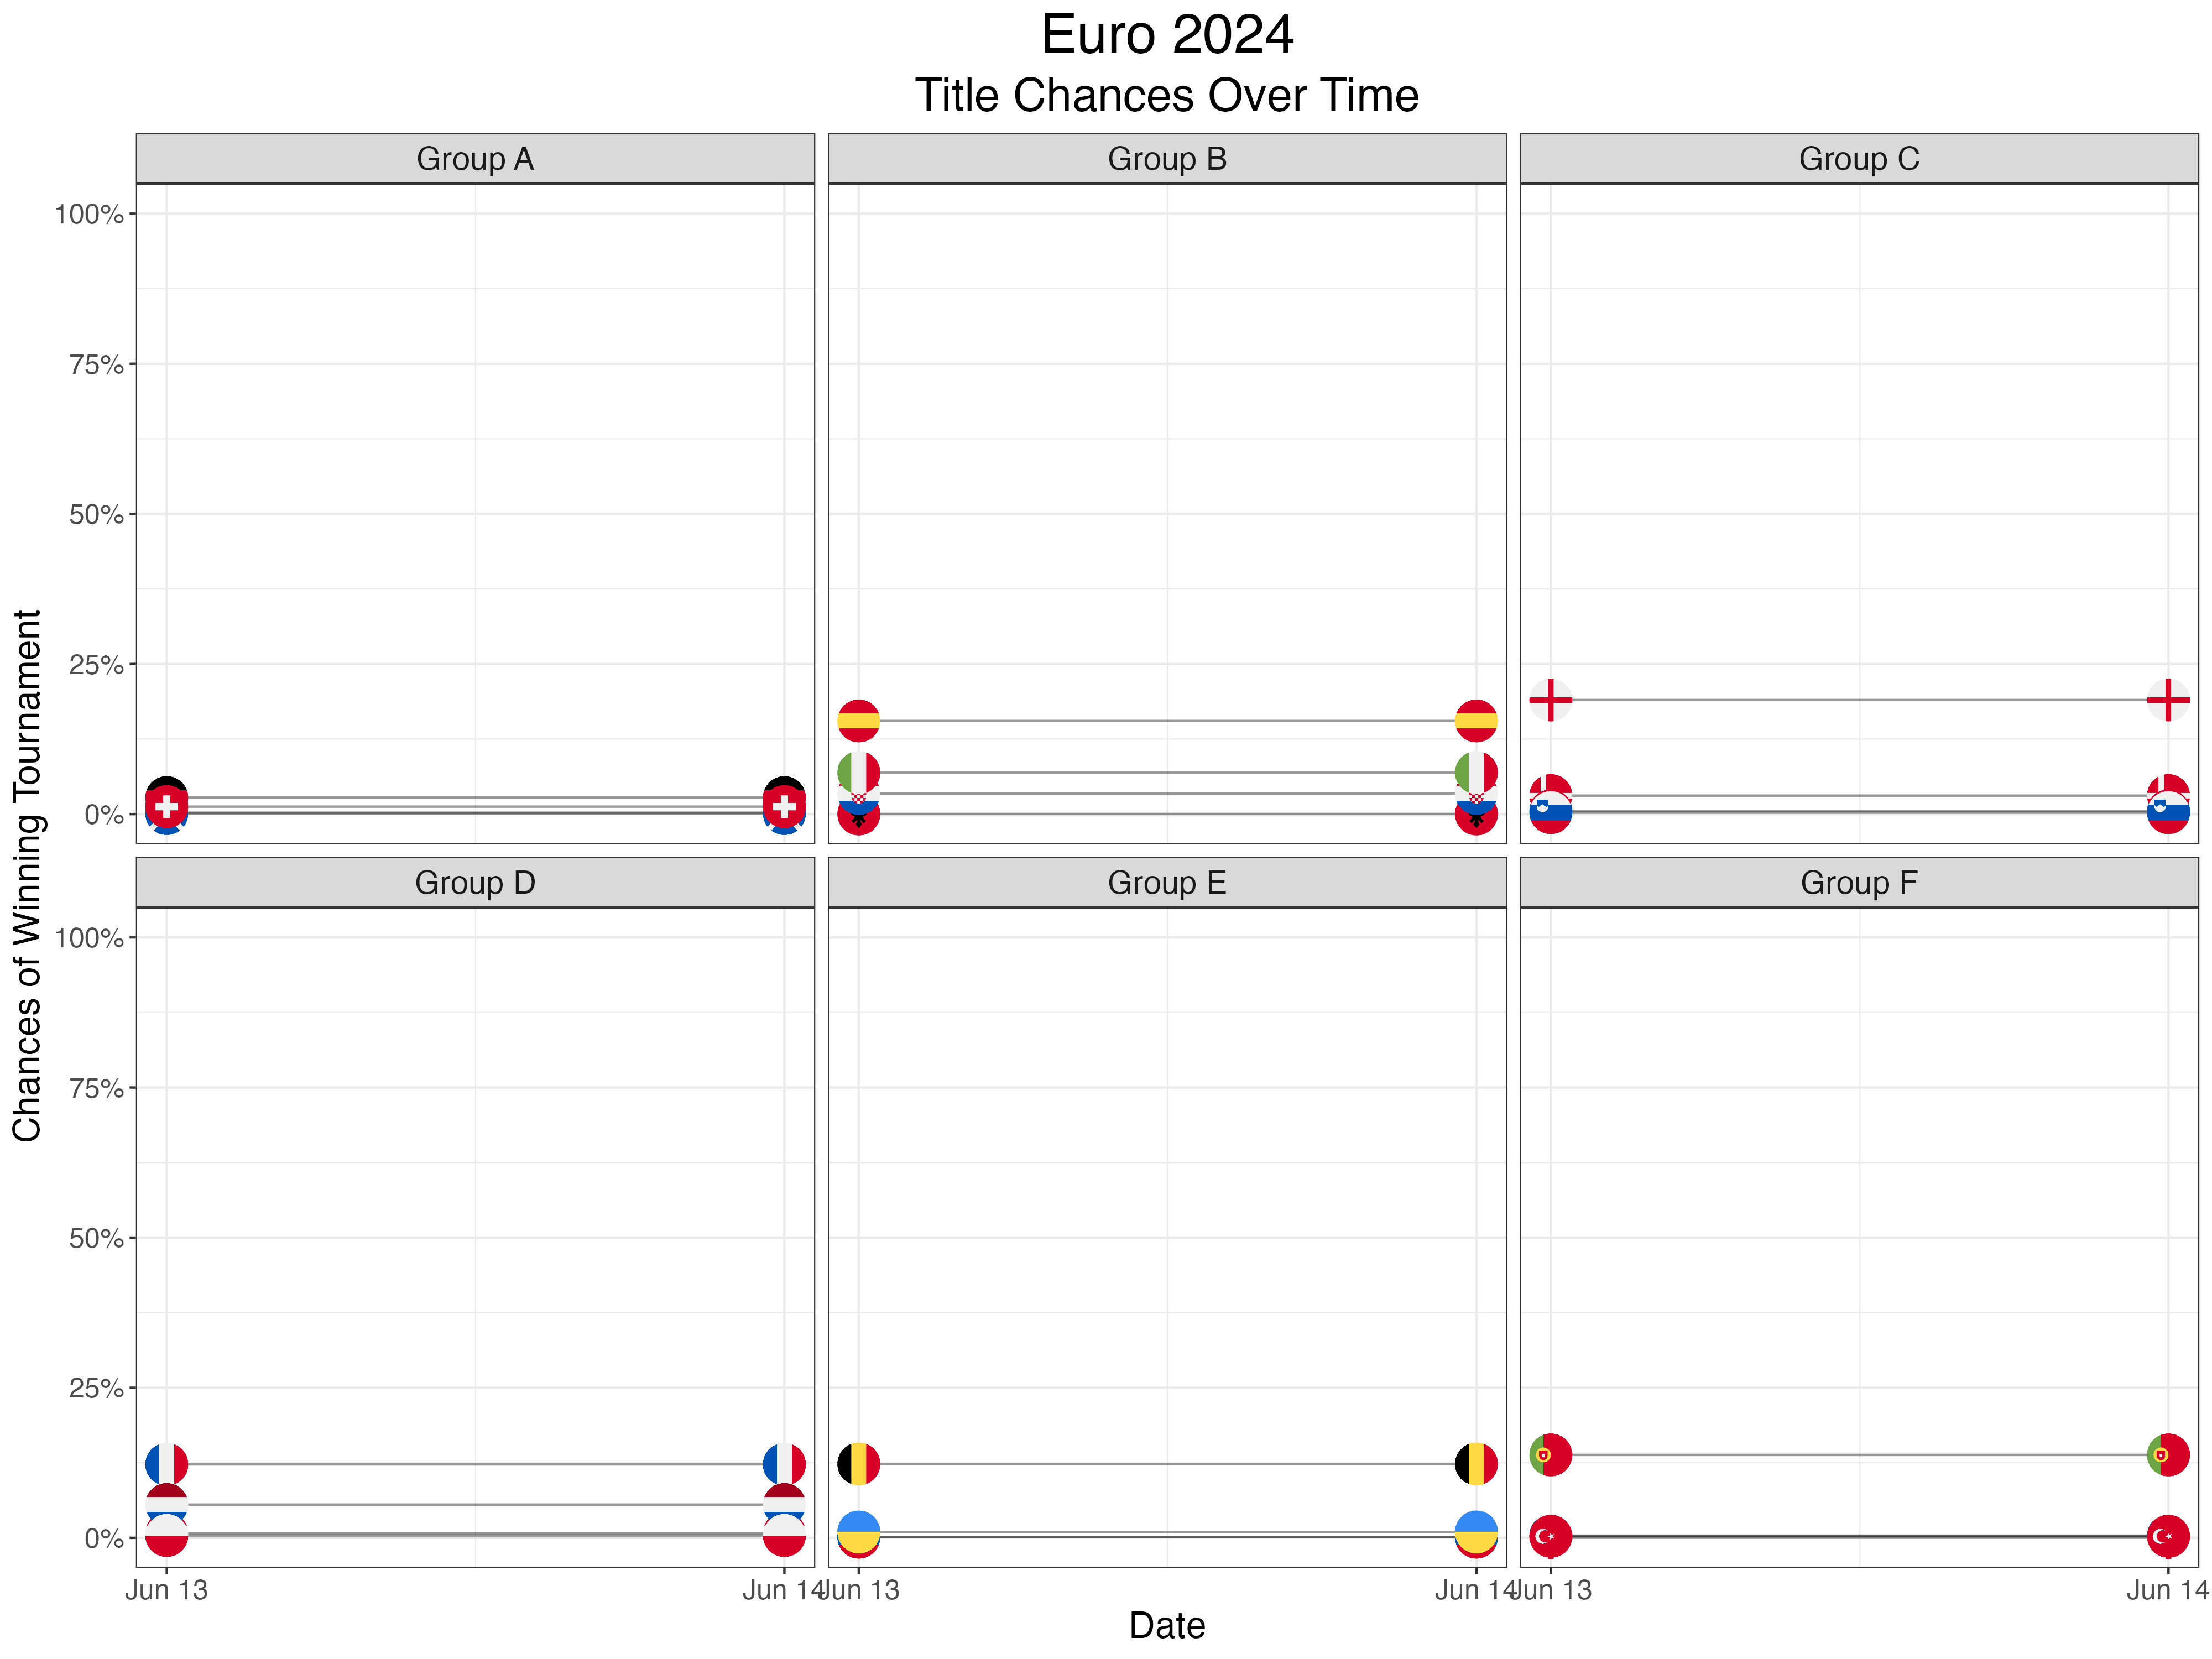 Euro 2024
Title Chances Over Time
Group A
Group B
Group C
100%
75%
50%
25%
0%
Chances of Winning Tournament
Group D
Group E
Group F
100%
75%
50%
25%
0%
Jun 13
Jun 14
Jun 13
Jun 14
Jun 13
Jun 14
Date